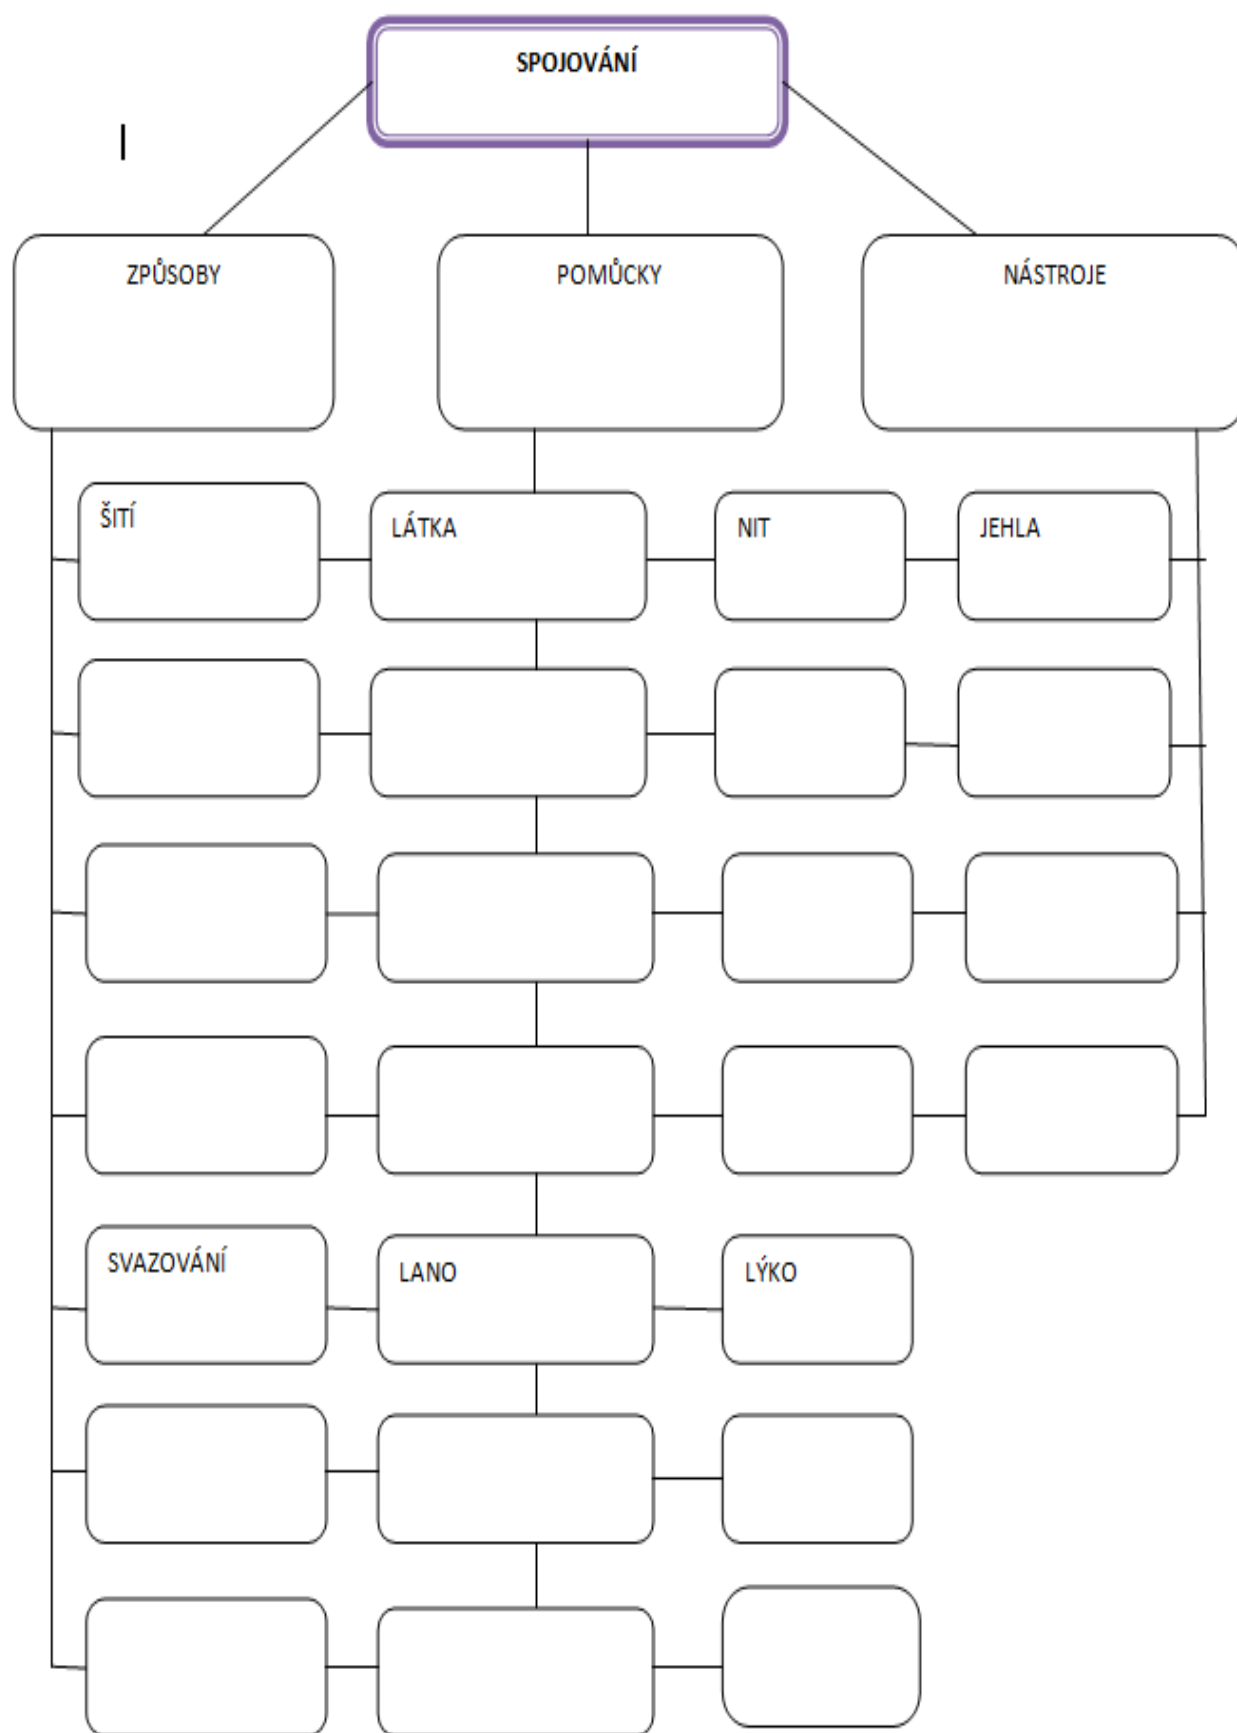 SPOJOVÁNÍ
ZPŮSOBY
POMŮCKY
NÁSTROJE
ŠITÍ
LÁTKA
NIT
JEHLA
SVAZOVÁNÍ
LANO
LÝKO